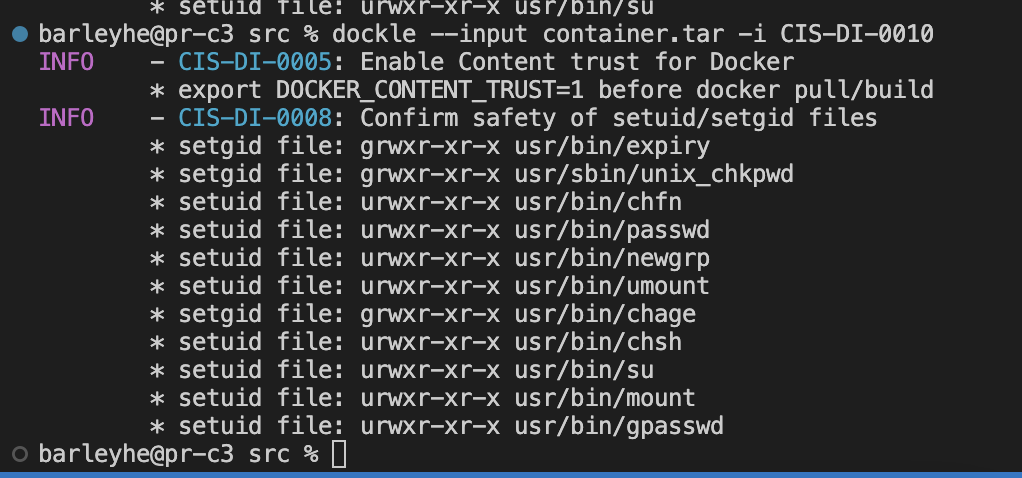 * setuid file: urwxr-xr-x usr/bin/su
barleyhe@pr-c3 src % dockle --input container.tar -i CIS-DI-0010
INFO - CIS-DI-0005: Enable Content trust for Docker
* export DOCKER_CONTENT_TRUST=1 before docker pull/build
INFO - CIS-DI-0008: Confirm safety of setuid/setgid files
* setgid file: grwxr-xr-x usr/bin/expiry
* setgid file: grwxr-xr-x usr/sbin/unix_chkpwd
* setuid file: urwxr-xr-x usr/bin/chfn
* setuid file: urwxr-xr-x usr/bin/passwd
* setuid file: urwxr-xr-x usr/bin/newgrp
* setuid file: urwxr-xr-x usr/bin/umount
* setgid file: grwxr-xr-x usr/bin/chage
* setuid file: urwxr-xr-x usr/bin/chsh
* setuid file: urwxr-xr-x usr/bin/su
* setuid file: urwxr-xr-x usr/bin/mount
* setuid file: urwxr-xr-x usr/bin/gpasswd
barleyhe@pr-c3 src %